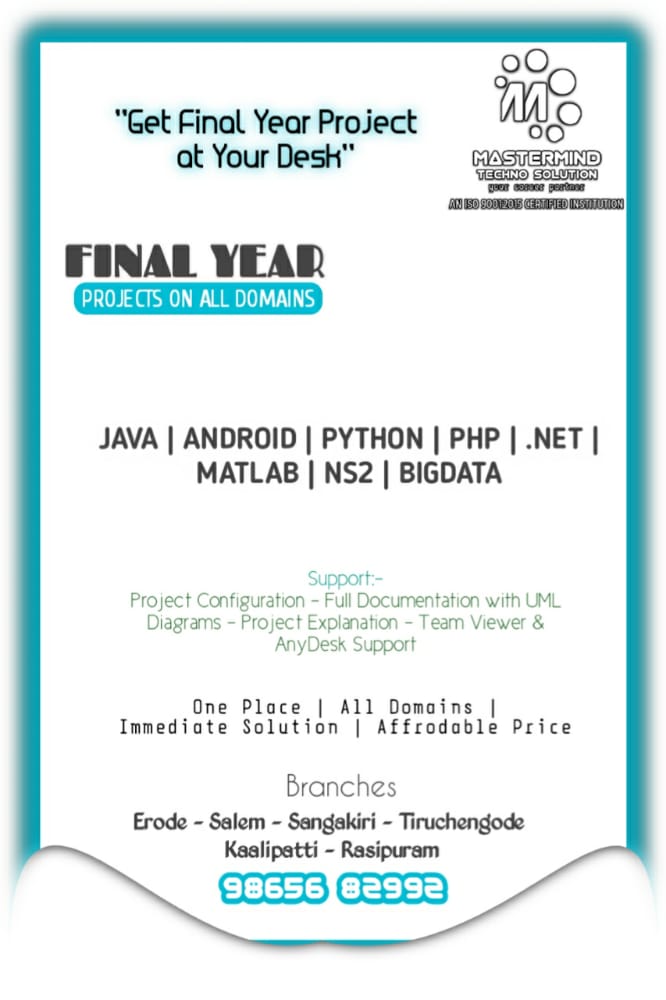 "Get Final Year Project
at Your Desk"
MASTERMIND
TECHNO SOLUTION
your career partner
AN ISO 9001:2015 CERTIFIED INSTITUTION
FINAL YEAR
PROJECTS ON ALL DOMAINS
JAVA | ANDROID | PYTHON | PHP | .NET |
MATLAB | NS2 | BIGDATA
Support:-
Project Configuration - Full Documentation with UML
Diagrams - Project Explanation - Team Viewer &
AnyDesk Support
One Place | All Domains |
Immediate Solution | Affrodable Price
Branches
Erode - Salem - Sangakiri - Tiruchengode
Kaalipatti - Rasipuram
98656 82992